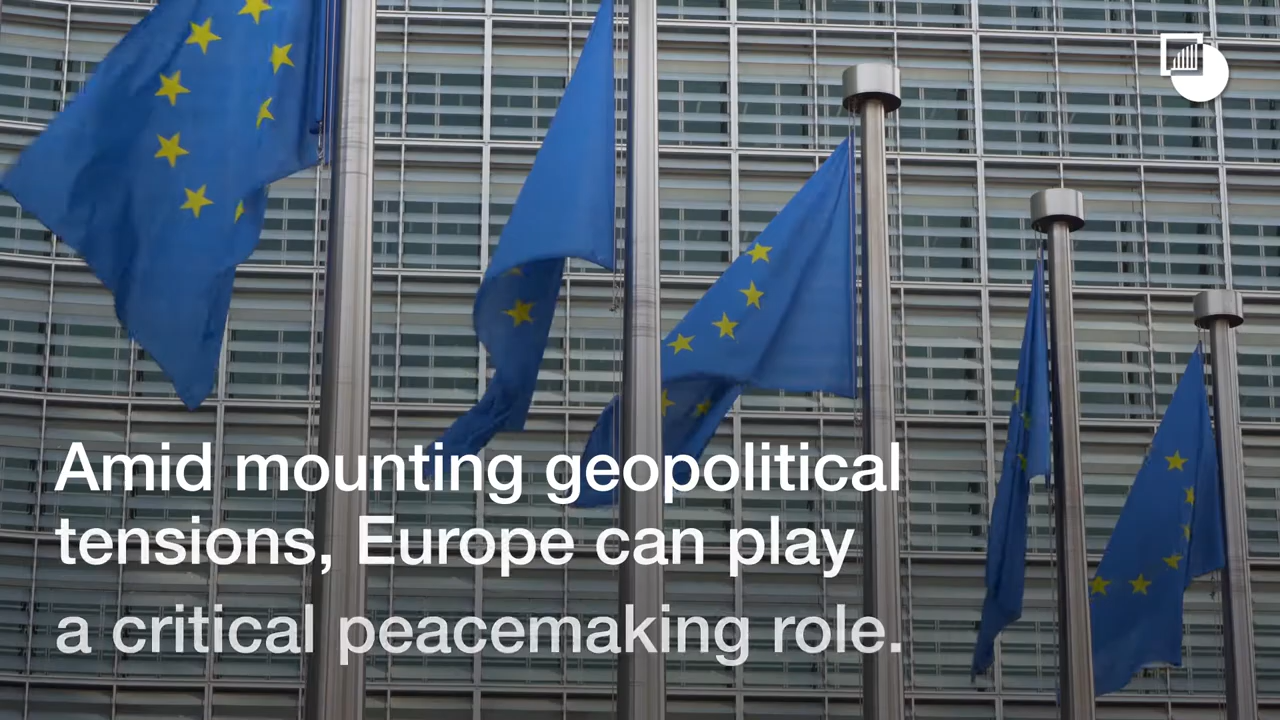 Amid mounting geopolitical
tensions, Europe can play
a critical peacemaking role.